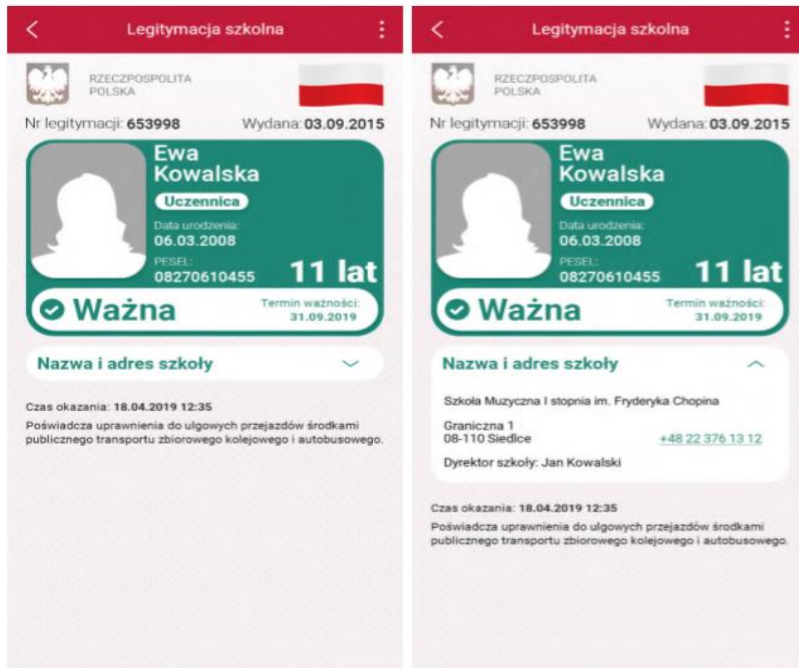 Legitymacja szkolna
RZECZPOSPOLITA
POLSKA
Nr legitymacji: 653998 Wydana: 03.09.2015
Ewa
Kowalska
Uczennica
Data urodzenia:
06.03.2008
PESEL:
08270610455 11 lat
Ważna Termin ważności:
31.09.2019
Nazwa i adres szkoły
Czas okazania: 18.04.2019 12:35
Poświadcza uprawnienia do ulgowych przejazdów środkami
publicznego transportu zbiorowego kolejowego i autobusowego.
Legitymacja szkolna
RZECZPOSPOLITA
POLSKA
Nr legitymacji: 653998 Wydana: 03.09.2015
Ewa
Kowalska
Uczennica
Data urodzenia:
06.03.2008
PESEL:
08270610455 11 lat
Ważna Termin ważności:
31.09.2019
Nazwa i adres szkoły
Szkoła Muzyczna I stopnia im. Fryderyka Chopina
Graniczna 1
08-110 Siedlce +48 22 376 13 12
Dyrektor szkoły: Jan Kowalski
Czas okazania: 18.04.2019 12:35
Poświadcza uprawnienia do ulgowych przejazdów środkami
publicznego transportu zbiorowego kolejowego i autobusowego.